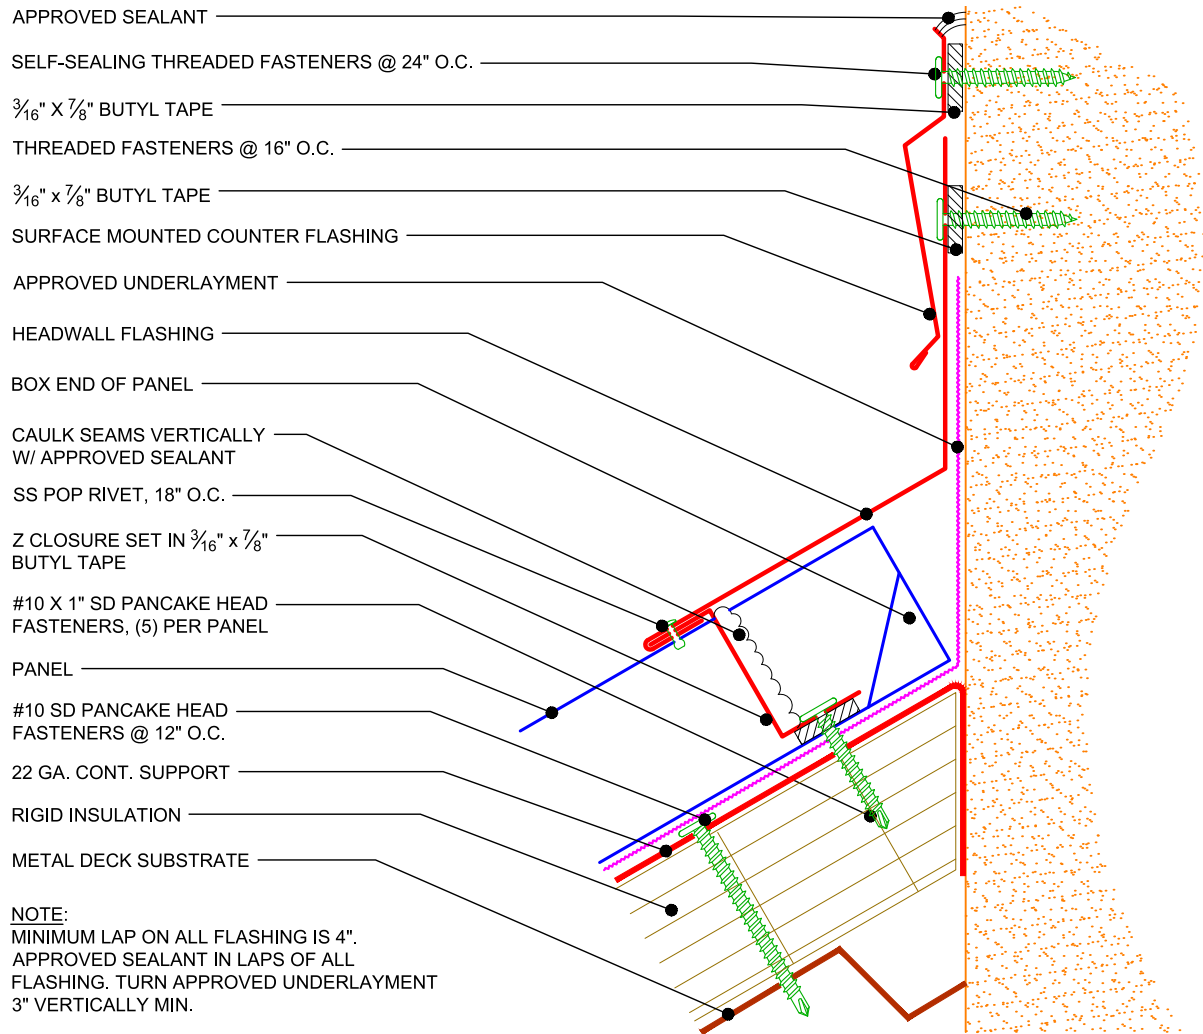 APPROVED SEALANT
SELF-SEALING THREADED FASTENERS @ 24" O.C.
3/16" X 7/8" BUTYL TAPE
THREADED FASTENERS @ 16" O.C.
3/16" x 7/8" BUTYL TAPE
SURFACE MOUNTED COUNTER FLASHING
APPROVED UNDERLAYMENT
HEADWALL FLASHING
BOX END OF PANEL
CAULK SEAMS VERTICALLY
W/ APPROVED SEALANT
SS POP RIVET, 18" O.C.
Z CLOSURE SET IN 3/16" x 7/8"
BUTYL TAPE
#10 X 1" SD PANCAKE HEAD
FASTENERS, (5) PER PANEL
PANEL
#10 SD PANCAKE HEAD
FASTENERS @ 12" O.C.
22 GA. CONT. SUPPORT
RIGID INSULATION
METAL DECK SUBSTRATE
NOTE:
MINIMUM LAP ON ALL FLASHING IS 4".
APPROVED SEALANT IN LAPS OF ALL
FLASHING. TURN APPROVED UNDERLAYMENT
3" VERTICALLY MIN.